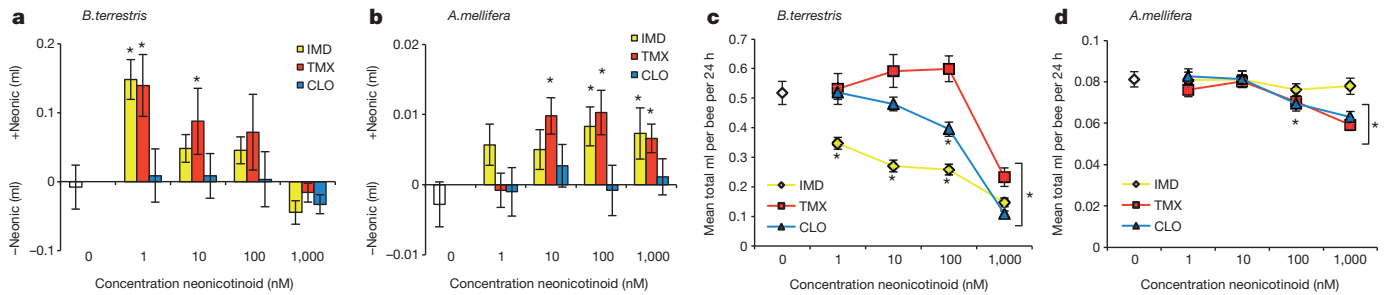 a B.terrestris
+Neonic (ml)
–Neonic (ml)
0.2
0.1
0
–0.1
* * *
IMD
TMX
CLO
0 1 10 100 1,000
Concentration neonicotinoid (nM)
b A.mellifera
+Neonic (ml)
–Neonic (ml)
0.02
0.01
0
–0.01
* * * * *
IMD
TMX
CLO
0 1 10 100 1,000
Concentration neonicotinoid (nM)
c B.terrestris
Mean total ml per bee per 24 h
0.7
0.6
0.5
0.4
0.3
0.2
0.1
0
* * * * *
IMD
TMX
CLO
0 1 10 100 1,000
Concentration neonicotinoid (nM)
d A.mellifera
Mean total ml per bee per 24 h
0.1
0.08
0.06
0.04
0.02
0
* *
IMD
TMX
CLO
0 1 10 100 1,000
Concentration neonicotinoid (nM)